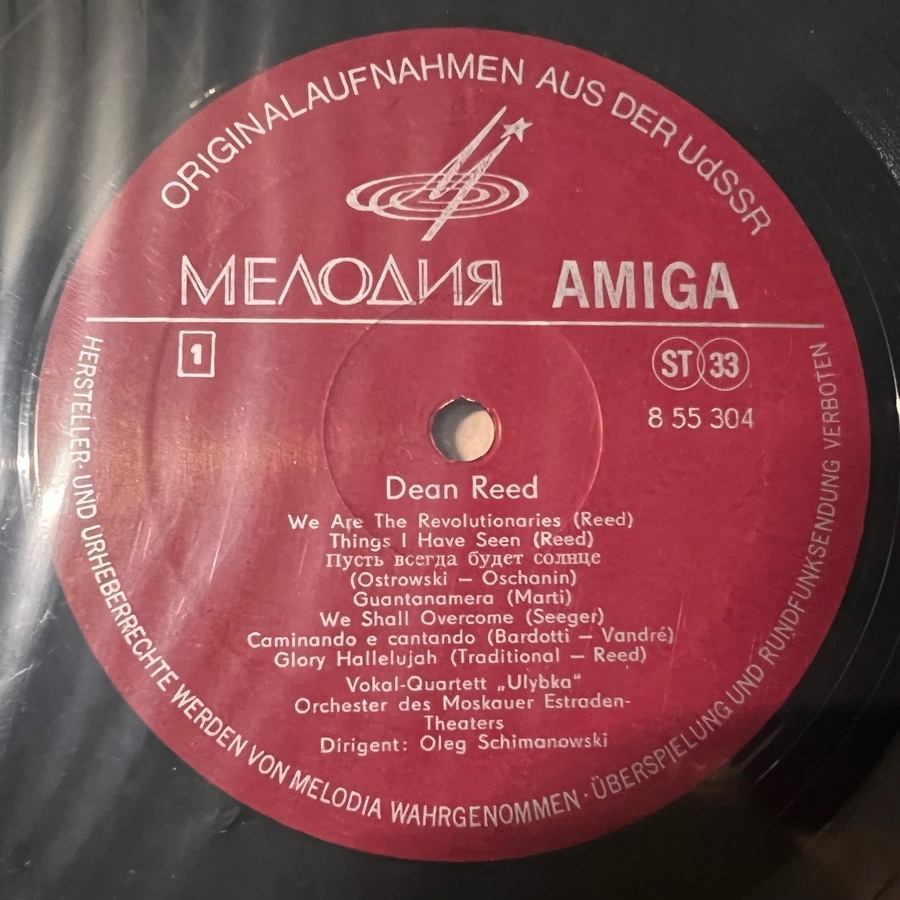 ORIGINALAUFNAHMEN AUS DER UdSSR
МЕЛОДИЯ AMIGA
1
ST 33
8 55 304
Dean Reed
We Are The Revolutionaries (Reed)
Things I Have Seen (Reed)
Пусть всегда будет солнце
(Ostrowski – Oschanin)
Guantanamera (Marti)
We Shall Overcome (Seeger)
Caminando e cantando (Bardotti – Vandré)
Glory Hallelujah (Traditional – Reed)
Vokal-Quartett „Ulybka“
Orchester des Moskauer Estraden-
Theaters
Dirigent: Oleg Schimanowski
HERSTELLER- UND URHEBERRECHTE WERDEN VON MELODIA WAHRGENOMMEN · ÜBERSPIELUNG UND RUNDFUNKSENDUNG VERBOTEN